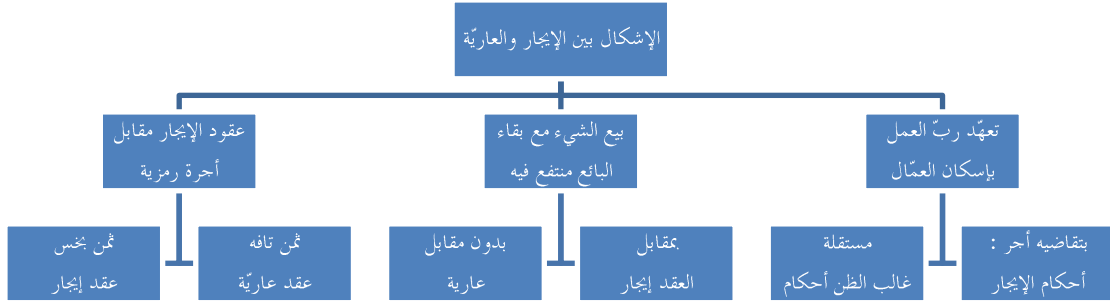 الإشكال بين الإيجار والعاريّة
تعهّد ربّ العمل
بإسكان العمّال
بيع الشيء مع بقاء
البائع منتفع فيه
عقود الإيجار مقابل
أجرة رمزية
بتقاضيه أجر :
أحكام الإيجار
مستقلة
غالب الظن أحكام
بمقابل
العقد إيجار
بدون مقابل
عارية
ثمن تافه
عقد عاريّة
ثمن بخس
عقد إيجار